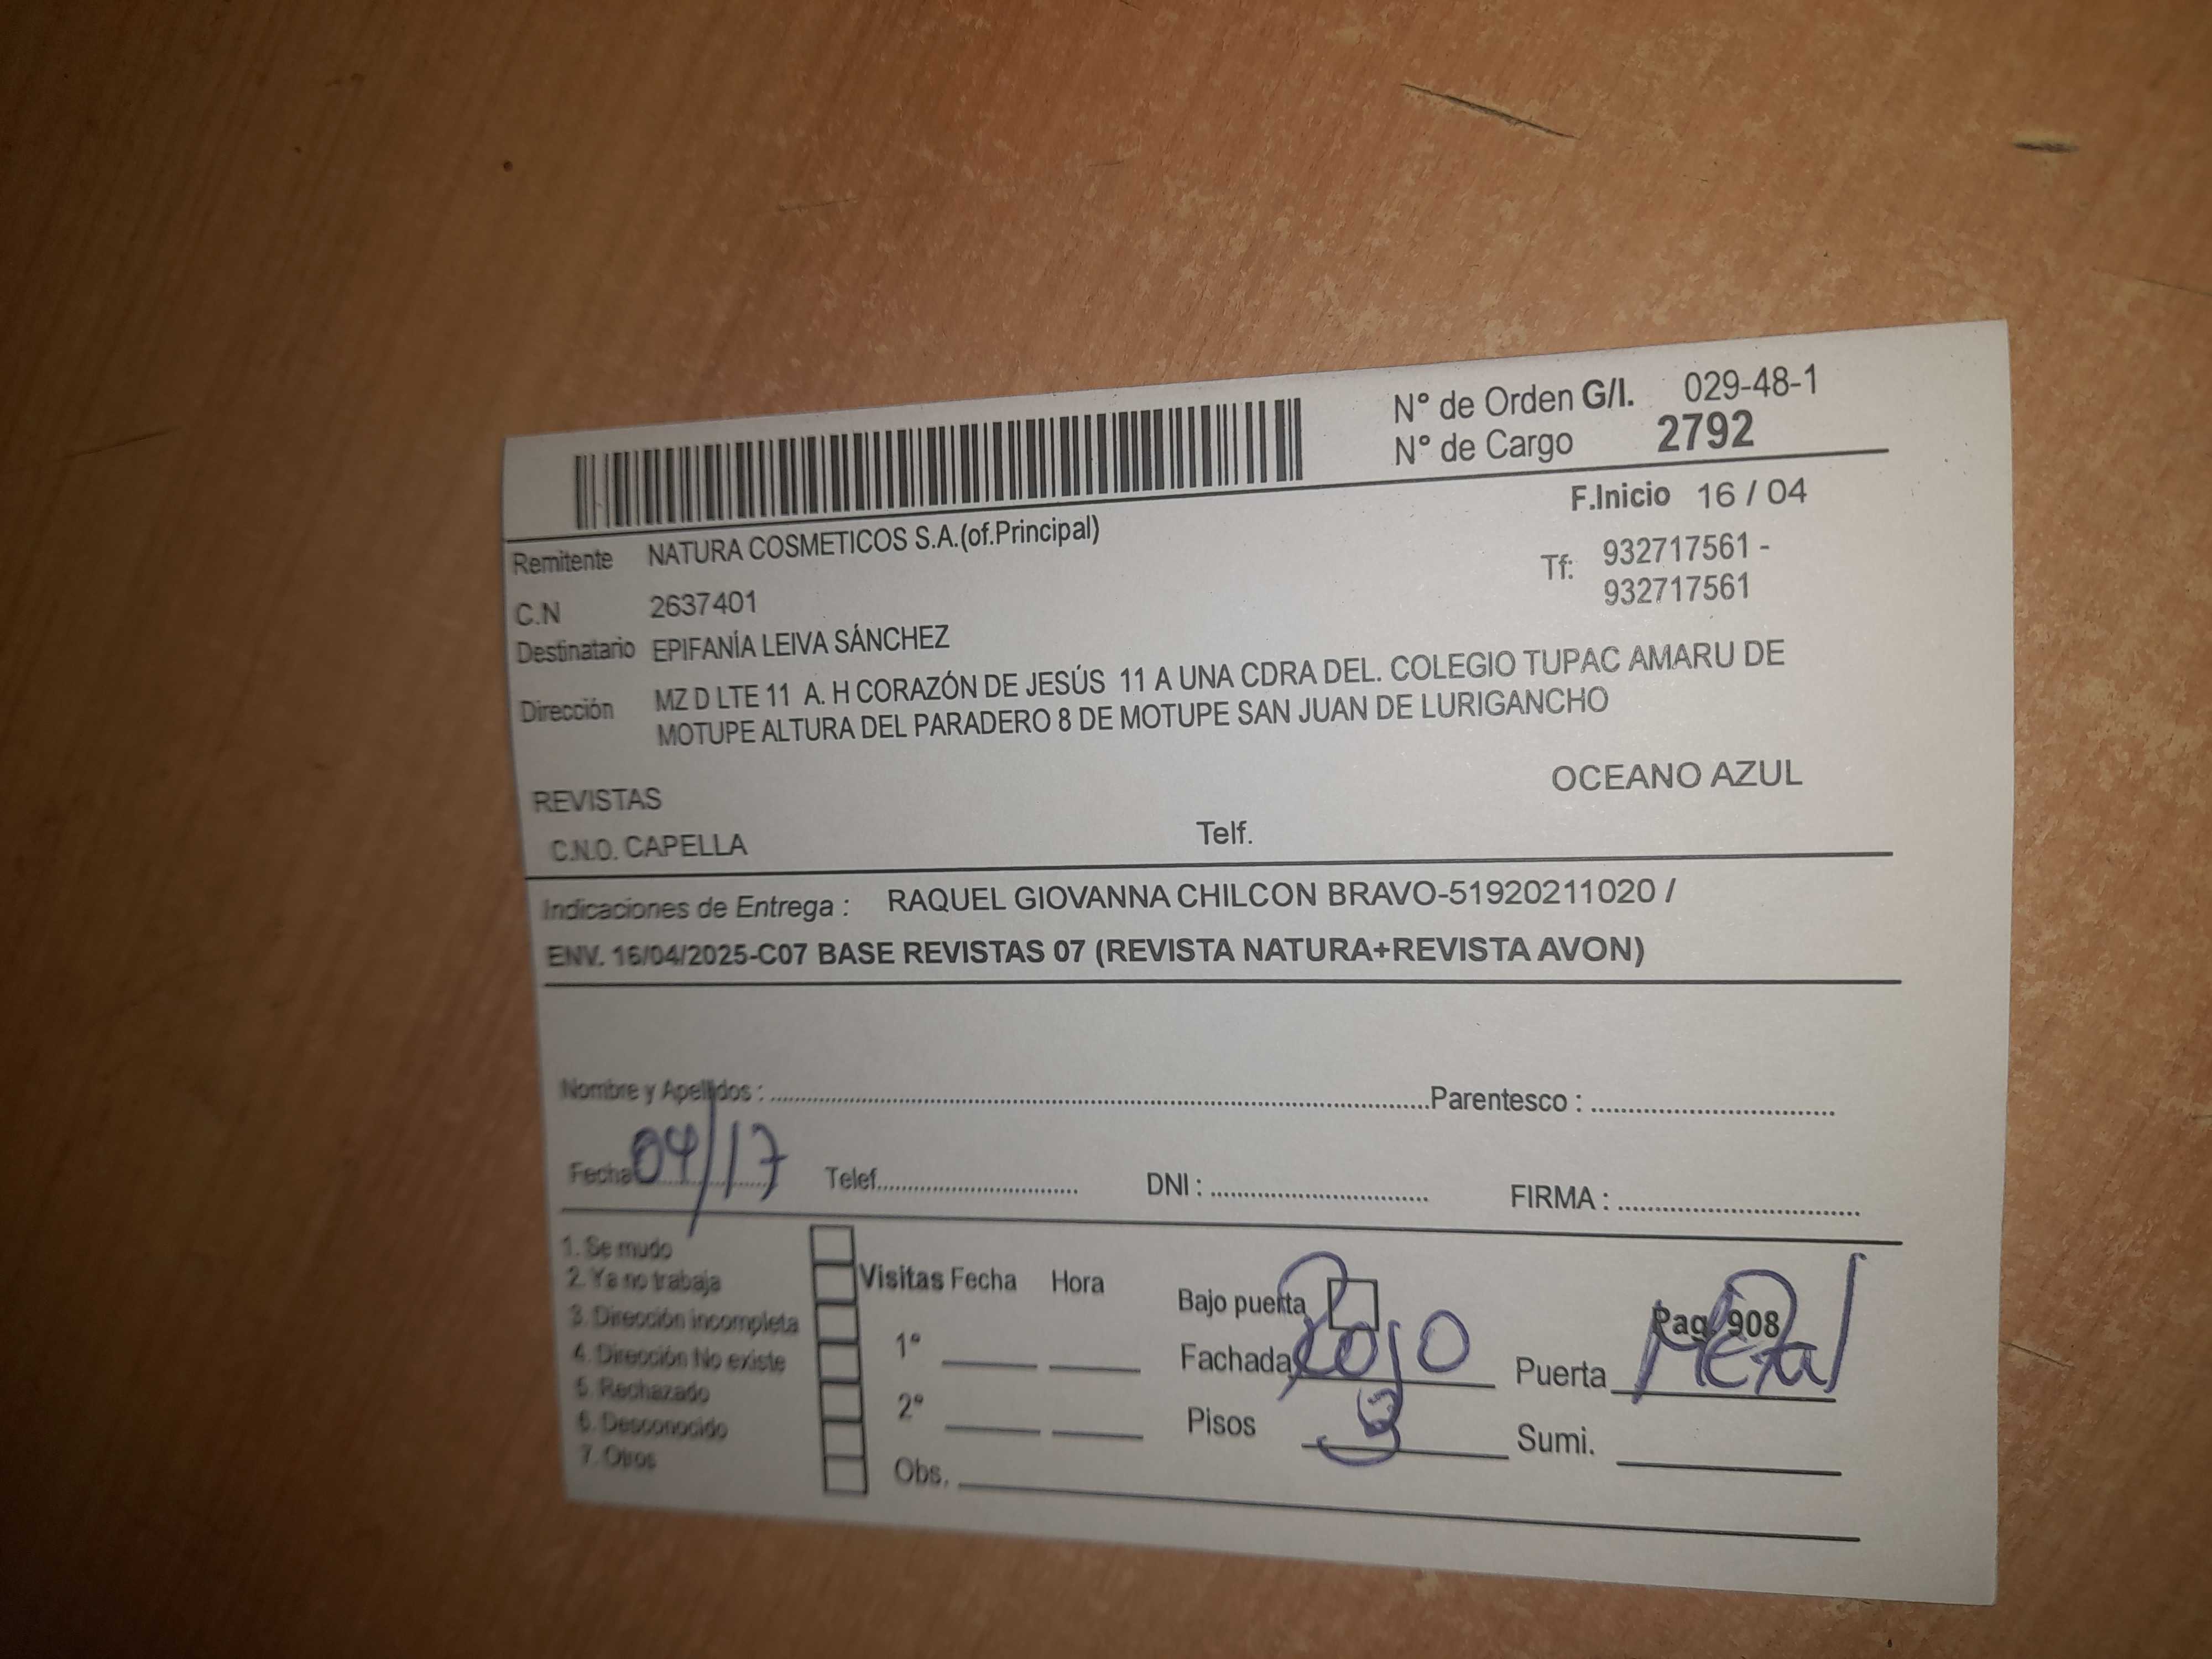 N° de Orden G/I. 029-48-1
N° de Cargo 2792
F.Inicio 16 / 04
Remitente NATURA COSMETICOS S.A.(of.Principal)
Tf: 932717561 -
932717561
C.N 2637401
Destinatario EPIFANÍA LEIVA SÁNCHEZ
Dirección MZ D LTE 11 A. H CORAZÓN DE JESÚS 11 A UNA CDRA DEL. COLEGIO TUPAC AMARU DE
MOTUPE ALTURA DEL PARADERO 8 DE MOTUPE SAN JUAN DE LURIGANCHO
OCEANO AZUL
REVISTAS
C.N.O. CAPELLA Telf.
Indicaciones de Entrega : RAQUEL GIOVANNA CHILCON BRAVO-51920211020 /
ENV. 16/04/2025-C07 BASE REVISTAS 07 (REVISTA NATURA+REVISTA AVON)
Nombre y Apellidos : Parentesco :
Fecha 04/17 Telef. DNI : FIRMA :
1. Se mudo
2. Ya no trabaja
3. Dirección incompleta
4. Dirección No existe
5. Rechazado
6. Desconocido
7. Otros
Visitas Fecha Hora
1°
2°
Obs.
Bajo puerta Pag. 908
Fachada Rojo Puerta Metal
Pisos 3 Sumi.